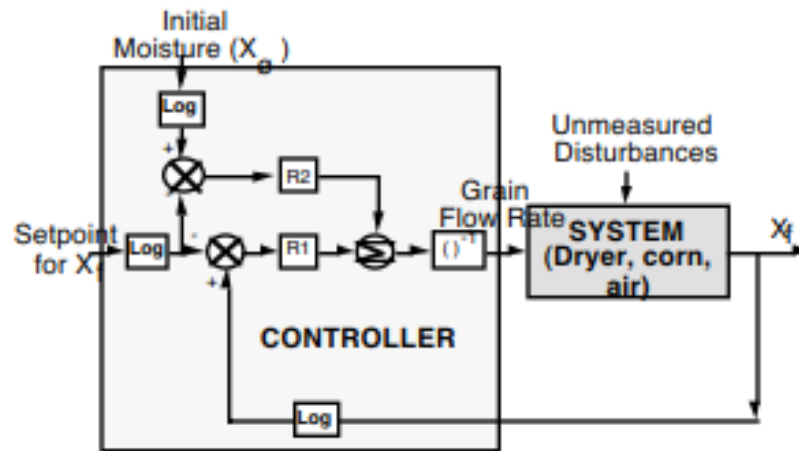 Initial
Moisture (X ø )
Log
+
-
R2
Unmeasured
Disturbances
Grain
Flow Rate
Setpoint
for X f
Log
-
+
R1
Σ
( )⁻¹
SYSTEM
(Dryer, corn,
air)
X f
CONTROLLER
Log